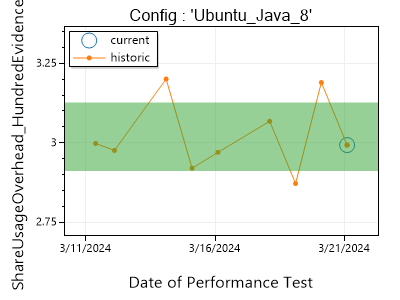 Config : 'Ubuntu_Java_8'
current
historic
ShareUsageOverhead_HundredEvidence
3.25
3
2.75
3/11/2024
3/16/2024
3/21/2024
Date of Performance Test